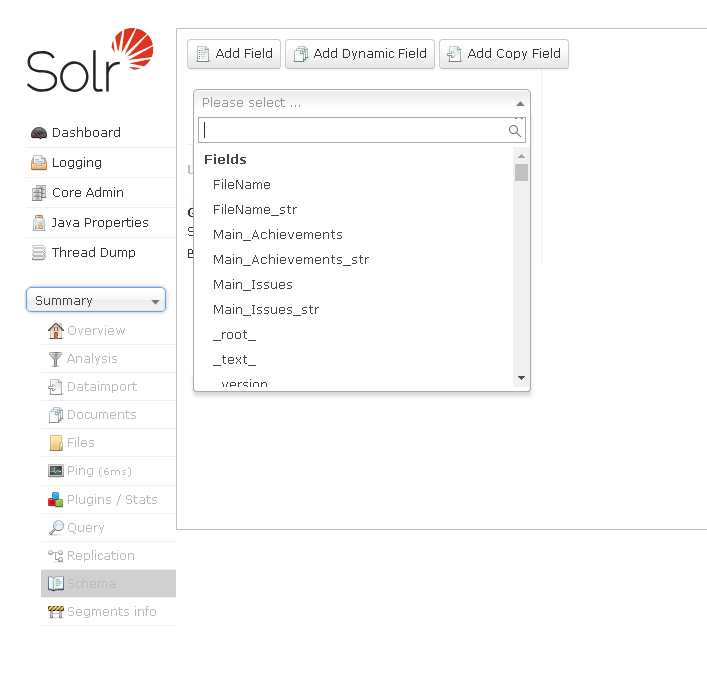 Solr
Add Field
Add Dynamic Field
Add Copy Field
Please select ...
Fields
FileName
FileName_str
Main_Achievements
Main_Achievements_str
Main_Issues
Main_Issues_str
_root_
_text_
_version_
Dashboard
Logging
Core Admin
Java Properties
Thread Dump
Summary
Overview
Analysis
Dataimport
Documents
Files
Ping (6ms)
Plugins / Stats
Query
Replication
Schema
Segments info